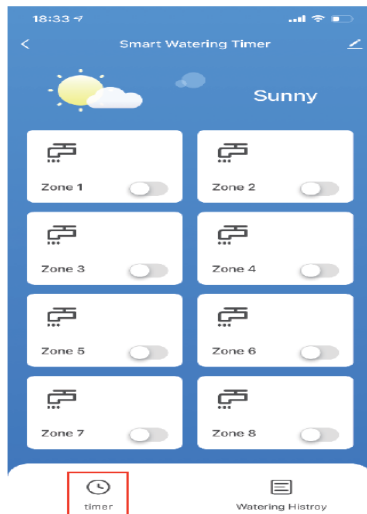 18:33
Smart Watering Timer
Sunny
Zone 1
Zone 2
Zone 3
Zone 4
Zone 5
Zone 6
Zone 7
Zone 8
timer
Watering Histroy